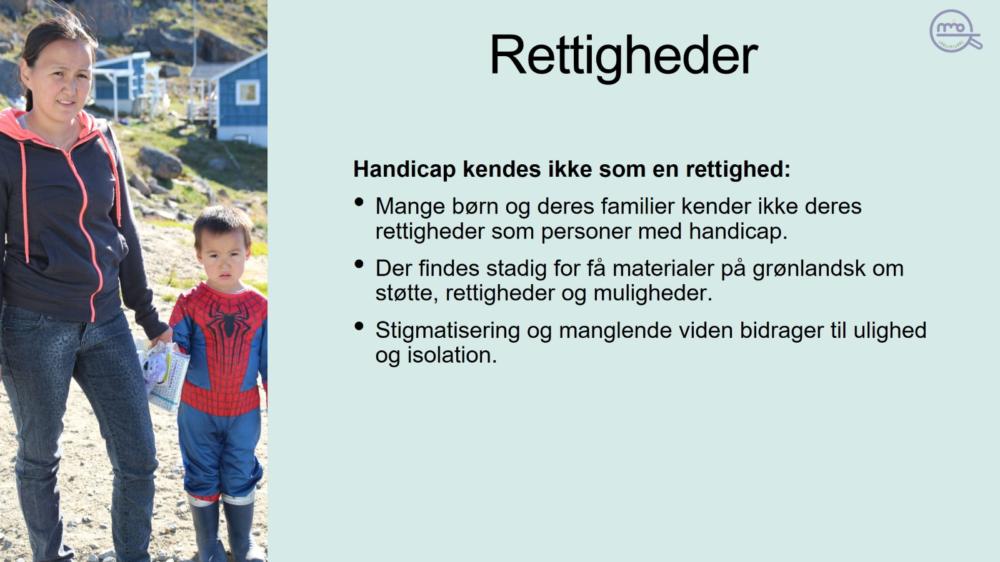 Rettigheder
mio
Handicap kendes ikke som en rettighed:
• Mange børn og deres familier kender ikke deres
rettigheder som personer med handicap.
• Der findes stadig for få materialer på grønlandsk om
støtte, rettigheder og muligheder.
• Stigmatisering og manglende viden bidrager til ulighed
og isolation.